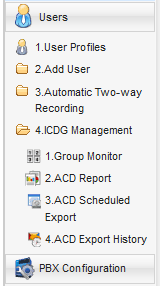 Users
1.User Profiles
2.Add User
3.Automatic Two-way
Recording
4.ICDG Management
1.Group Monitor
2.ACD Report
3.ACD Scheduled
Export
4.ACD Export History
PBX Configuration